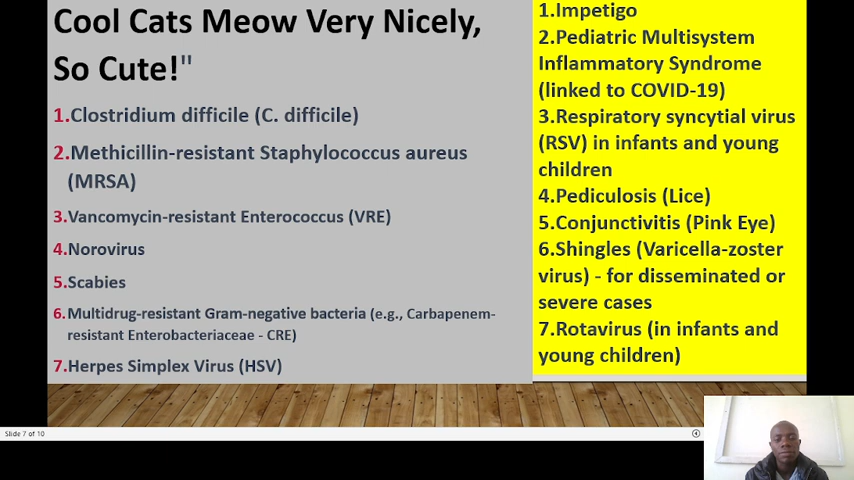 Cool Cats Meow Very Nicely,
So Cute!"
1.Clostridium difficile (C. difficile)
2.Methicillin-resistant Staphylococcus aureus
(MRSA)
3.Vancomycin-resistant Enterococcus (VRE)
4.Norovirus
5.Scabies
6.Multidrug-resistant Gram-negative bacteria (e.g., Carbapenem-
resistant Enterobacteriaceae - CRE)
7.Herpes Simplex Virus (HSV)
1.Impetigo
2.Pediatric Multisystem
Inflammatory Syndrome
(linked to COVID-19)
3.Respiratory syncytial virus
(RSV) in infants and young
children
4.Pediculosis (Lice)
5.Conjunctivitis (Pink Eye)
6.Shingles (Varicella-zoster
virus) - for disseminated or
severe cases
7.Rotavirus (in infants and
young children)
Slide 7 of 10